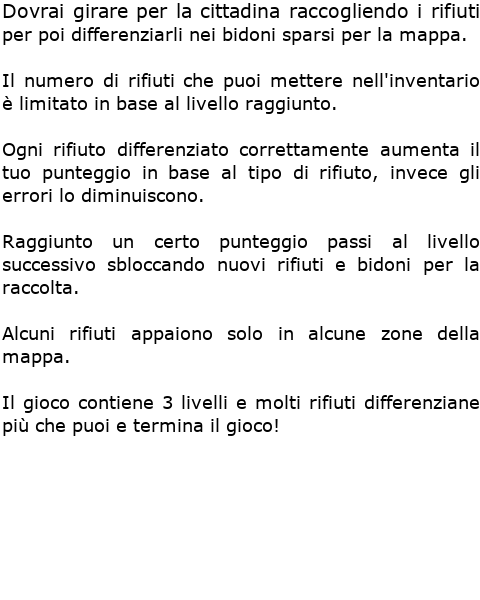 Dovrai girare per la cittadina raccogliendo i rifiuti
per poi differenziarli nei bidoni sparsi per la mappa.
Il numero di rifiuti che puoi mettere nell'inventario
è limitato in base al livello raggiunto.
Ogni rifiuto differenziato correttamente aumenta il
tuo punteggio in base al tipo di rifiuto, invece gli
errori lo diminuiscono.
Raggiunto un certo punteggio passi al livello
successivo sbloccando nuovi rifiuti e bidoni per la
raccolta.
Alcuni rifiuti appaiono solo in alcune zone della
mappa.
Il gioco contiene 3 livelli e molti rifiuti differenziane
più che puoi e termina il gioco!